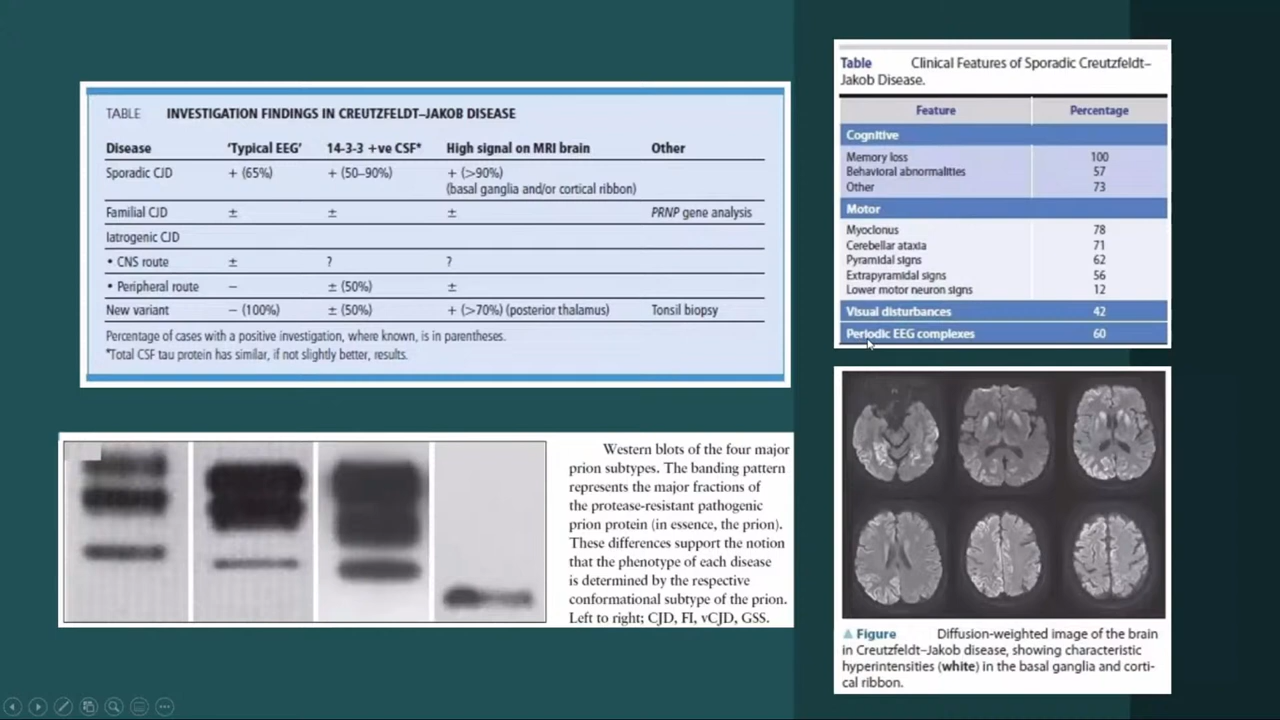 TABLE INVESTIGATION FINDINGS IN CREUTZFELDT–JAKOB DISEASE
Disease 'Typical EEG' 14-3-3 +ve CSF* High signal on MRI brain Other
Sporadic CJD + (65%) + (50–90%) + (>90%)
(basal ganglia and/or cortical ribbon)
Familial CJD ± ± ± PRNP gene analysis
Iatrogenic CJD
• CNS route ± ? ?
• Peripheral route – ± (50%) ±
New variant – (100%) ± (50%) + (>70%) (posterior thalamus) Tonsil biopsy
Percentage of cases with a positive investigation, where known, is in parentheses.
*Total CSF tau protein has similar, if not slightly better, results.
Western blots of the four major
prion subtypes. The banding pattern
represents the major fractions of
the protease-resistant pathogenic
prion protein (in essence, the prion).
These differences support the notion
that the phenotype of each disease
is determined by the respective
conformational subtype of the prion.
Left to right; CJD, FI, vCJD, GSS.
Table Clinical Features of Sporadic Creutzfeldt–
Jakob Disease.
Feature Percentage
Cognitive
Memory loss 100
Behavioral abnormalities 57
Other 73
Motor
Myoclonus 78
Cerebellar ataxia 71
Pyramidal signs 62
Extrapyramidal signs 56
Lower motor neuron signs 12
Visual disturbances 42
Periodic EEG complexes 60
▲ Figure Diffusion-weighted image of the brain
in Creutzfeldt–Jakob disease, showing characteristic
hyperintensities (white) in the basal ganglia and corti-
cal ribbon.